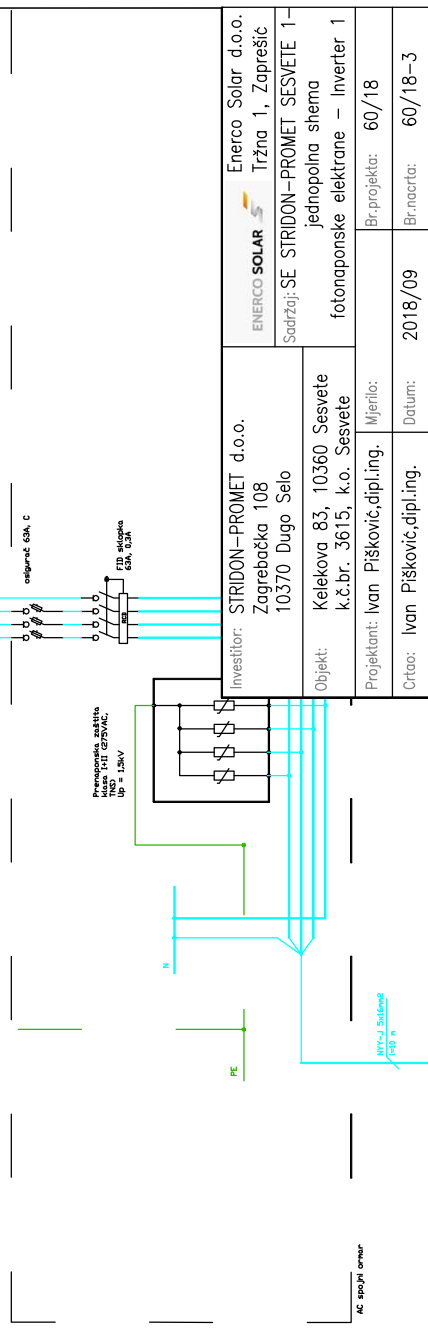 osigurač 63A, C
FID sklopka
63A, 0,3A
RCD
Prenaponska zaštita
klasa I+II (275VAC,
TNS)
Up = 1,5kV
N
PE
NYY-J 5x16mm2
l=10 m
AC spojni ormar
Investitor: STRIDON-PROMET d.o.o.
Zagrebačka 108
10370 Dugo Selo
ENERCO SOLAR
Enerco Solar d.o.o.
Tržna 1, Zaprešić
Objekt: Kelekova 83, 10360 Sesvete
k.č.br. 3615, k.o. Sesvete
Sadržaj: SE STRIDON-PROMET SESVETE 1-
jednopolna shema
fotonaponske elektrane - Inverter 1
Projektant: Ivan Pišković,dipl.ing.
Mjerilo:
Br.projekta: 60/18
Crtao: Ivan Pišković,dipl.ing.
Datum: 2018/09
Br.nacrta: 60/18-3